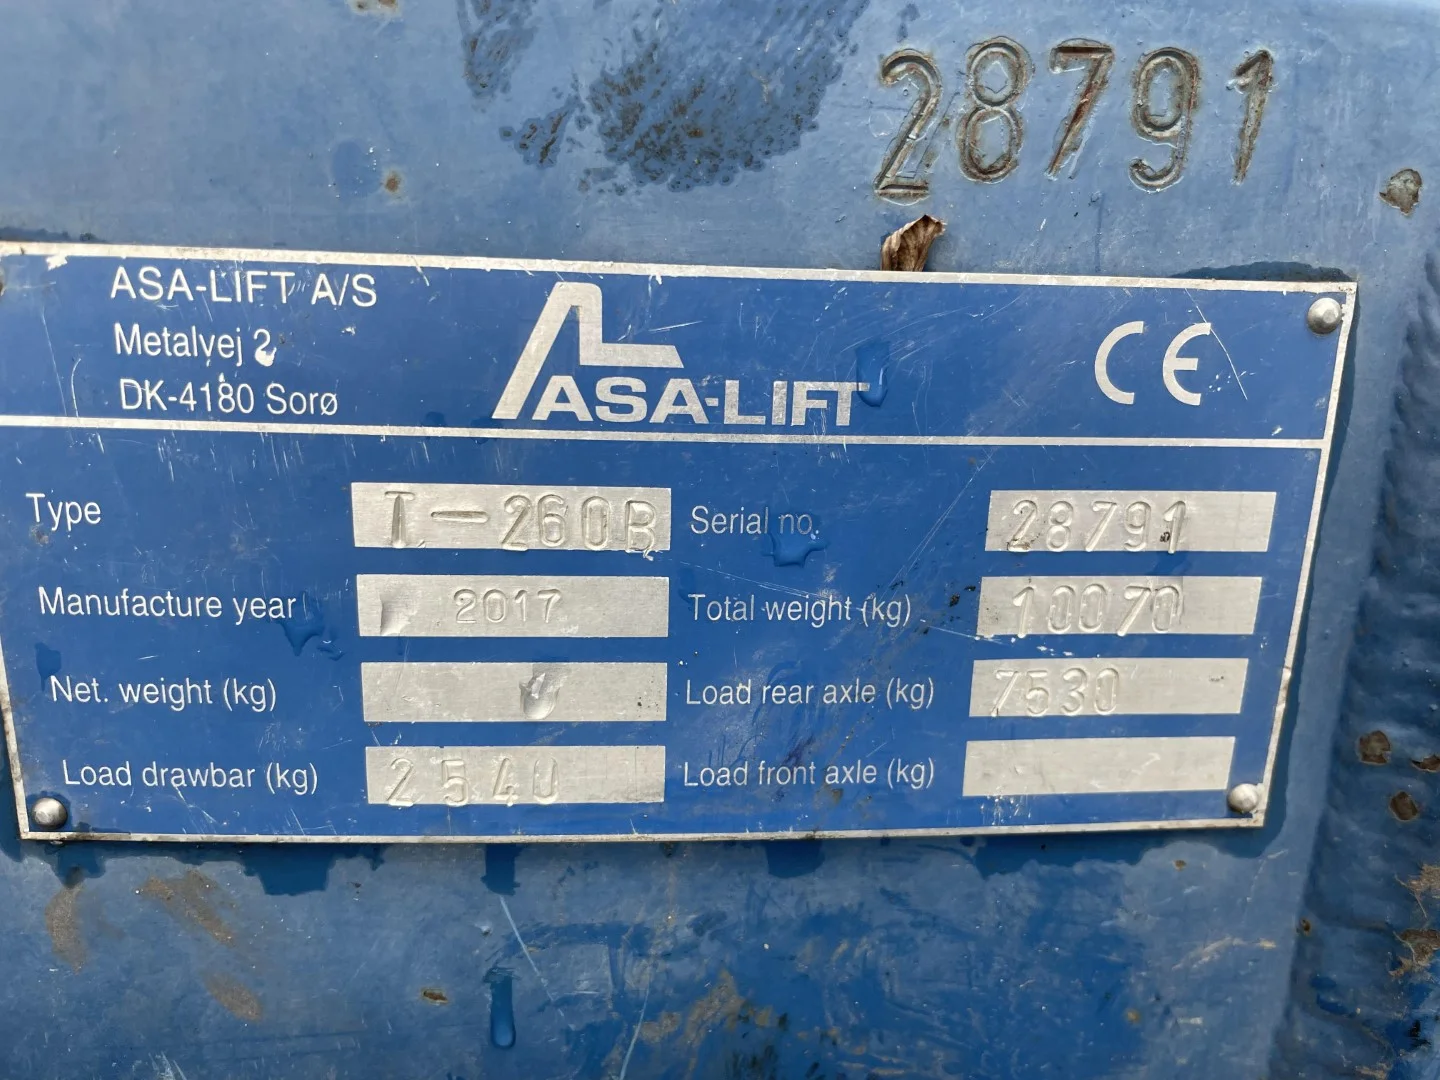 28791
ASA-LIFT A/S
Metalvej 2
DK-4180 Sorø
ASA-LIFT
CE
Type T-260B Serial no. 28791
Manufacture year 2017 Total weight (kg) 10070
Net. weight (kg) Load rear axle (kg) 7530
Load drawbar (kg) 2540 Load front axle (kg)